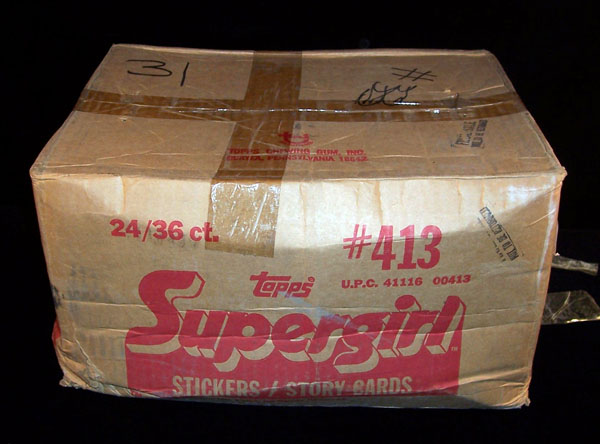 31
#
TOPPS CHEWING GUM, INC.
DURYEA, PENNSYLVANIA 18642
24/36 ct.
#413
U.P.C. 41116 00413
topps
Supergirl
STICKERS / STORY CARDS